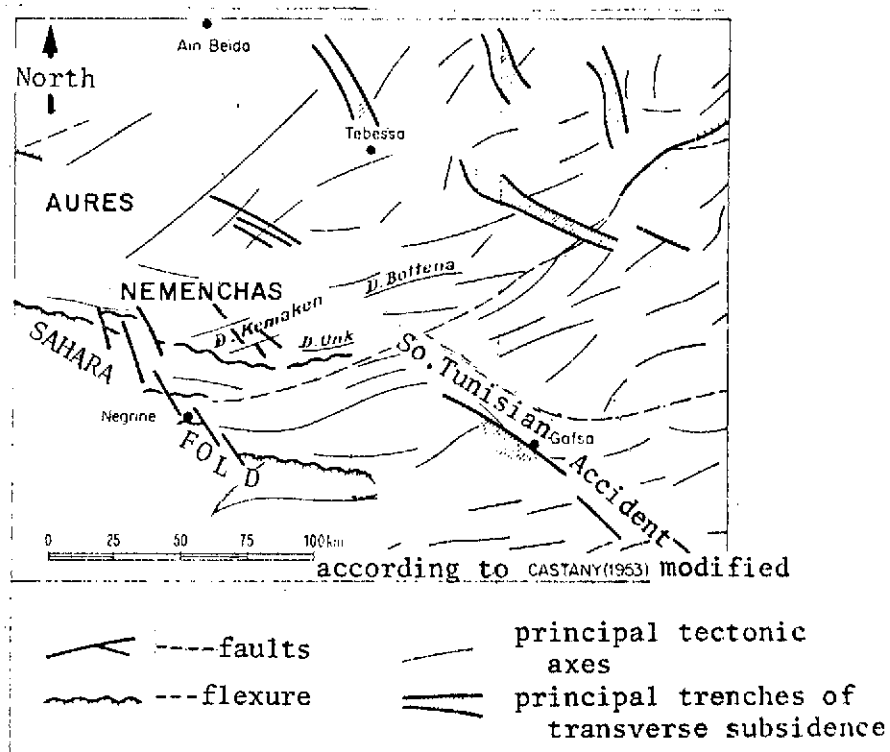 Ain Beida
North
Tebessa
AURES
NEMENCHAS
D. Bottena
D. Kemaken
D. Unk
SAHARA
FOLD
So. Tunisian Accident
Negrine
Gafsa
0 25 50 75 100km
according to CASTANY(1953) modified
faults
principal tectonic
axes
flexure
principal trenches of
transverse subsidence